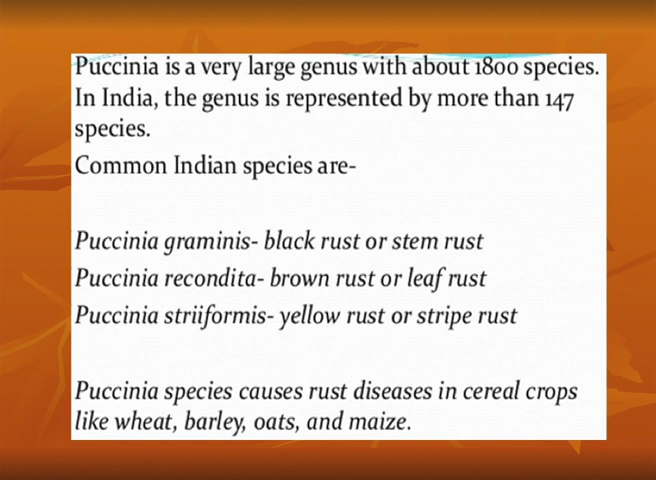 Puccinia is a very large genus with about 1800 species.
In India, the genus is represented by more than 147
species.
Common Indian species are-
Puccinia graminis- black rust or stem rust
Puccinia recondita- brown rust or leaf rust
Puccinia striiformis- yellow rust or stripe rust
Puccinia species causes rust diseases in cereal crops
like wheat, barley, oats, and maize.